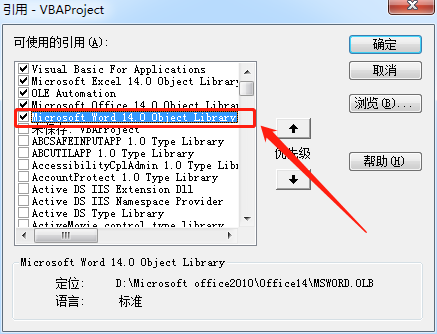 引用 - VBAProject
可使用的引用(A):
Visual Basic For Applications
Microsoft Excel 14.0 Object Library
OLE Automation
Microsoft Office 14.0 Object Library
Microsoft Word 14.0 Object Library
未保存: VBAProject
ABCSAFEINPUTAPP 1.0 Type Library
ABCUTILAPP 1.0 Type Library
AccessibilityCplAdmin 1.0 Type Library
AccountProtect 1.0 Type Library
Active DS IIS Extension Dll
Active DS IIS Namespace Provider
Active DS Type Library
ActiveMovie control type library
确定
取消
浏览(B)...
优先级
帮助(H)
Microsoft Word 14.0 Object Library
定位: D:\Microsoft office2010\Office14\MSWORD.OLB
语言: 标准